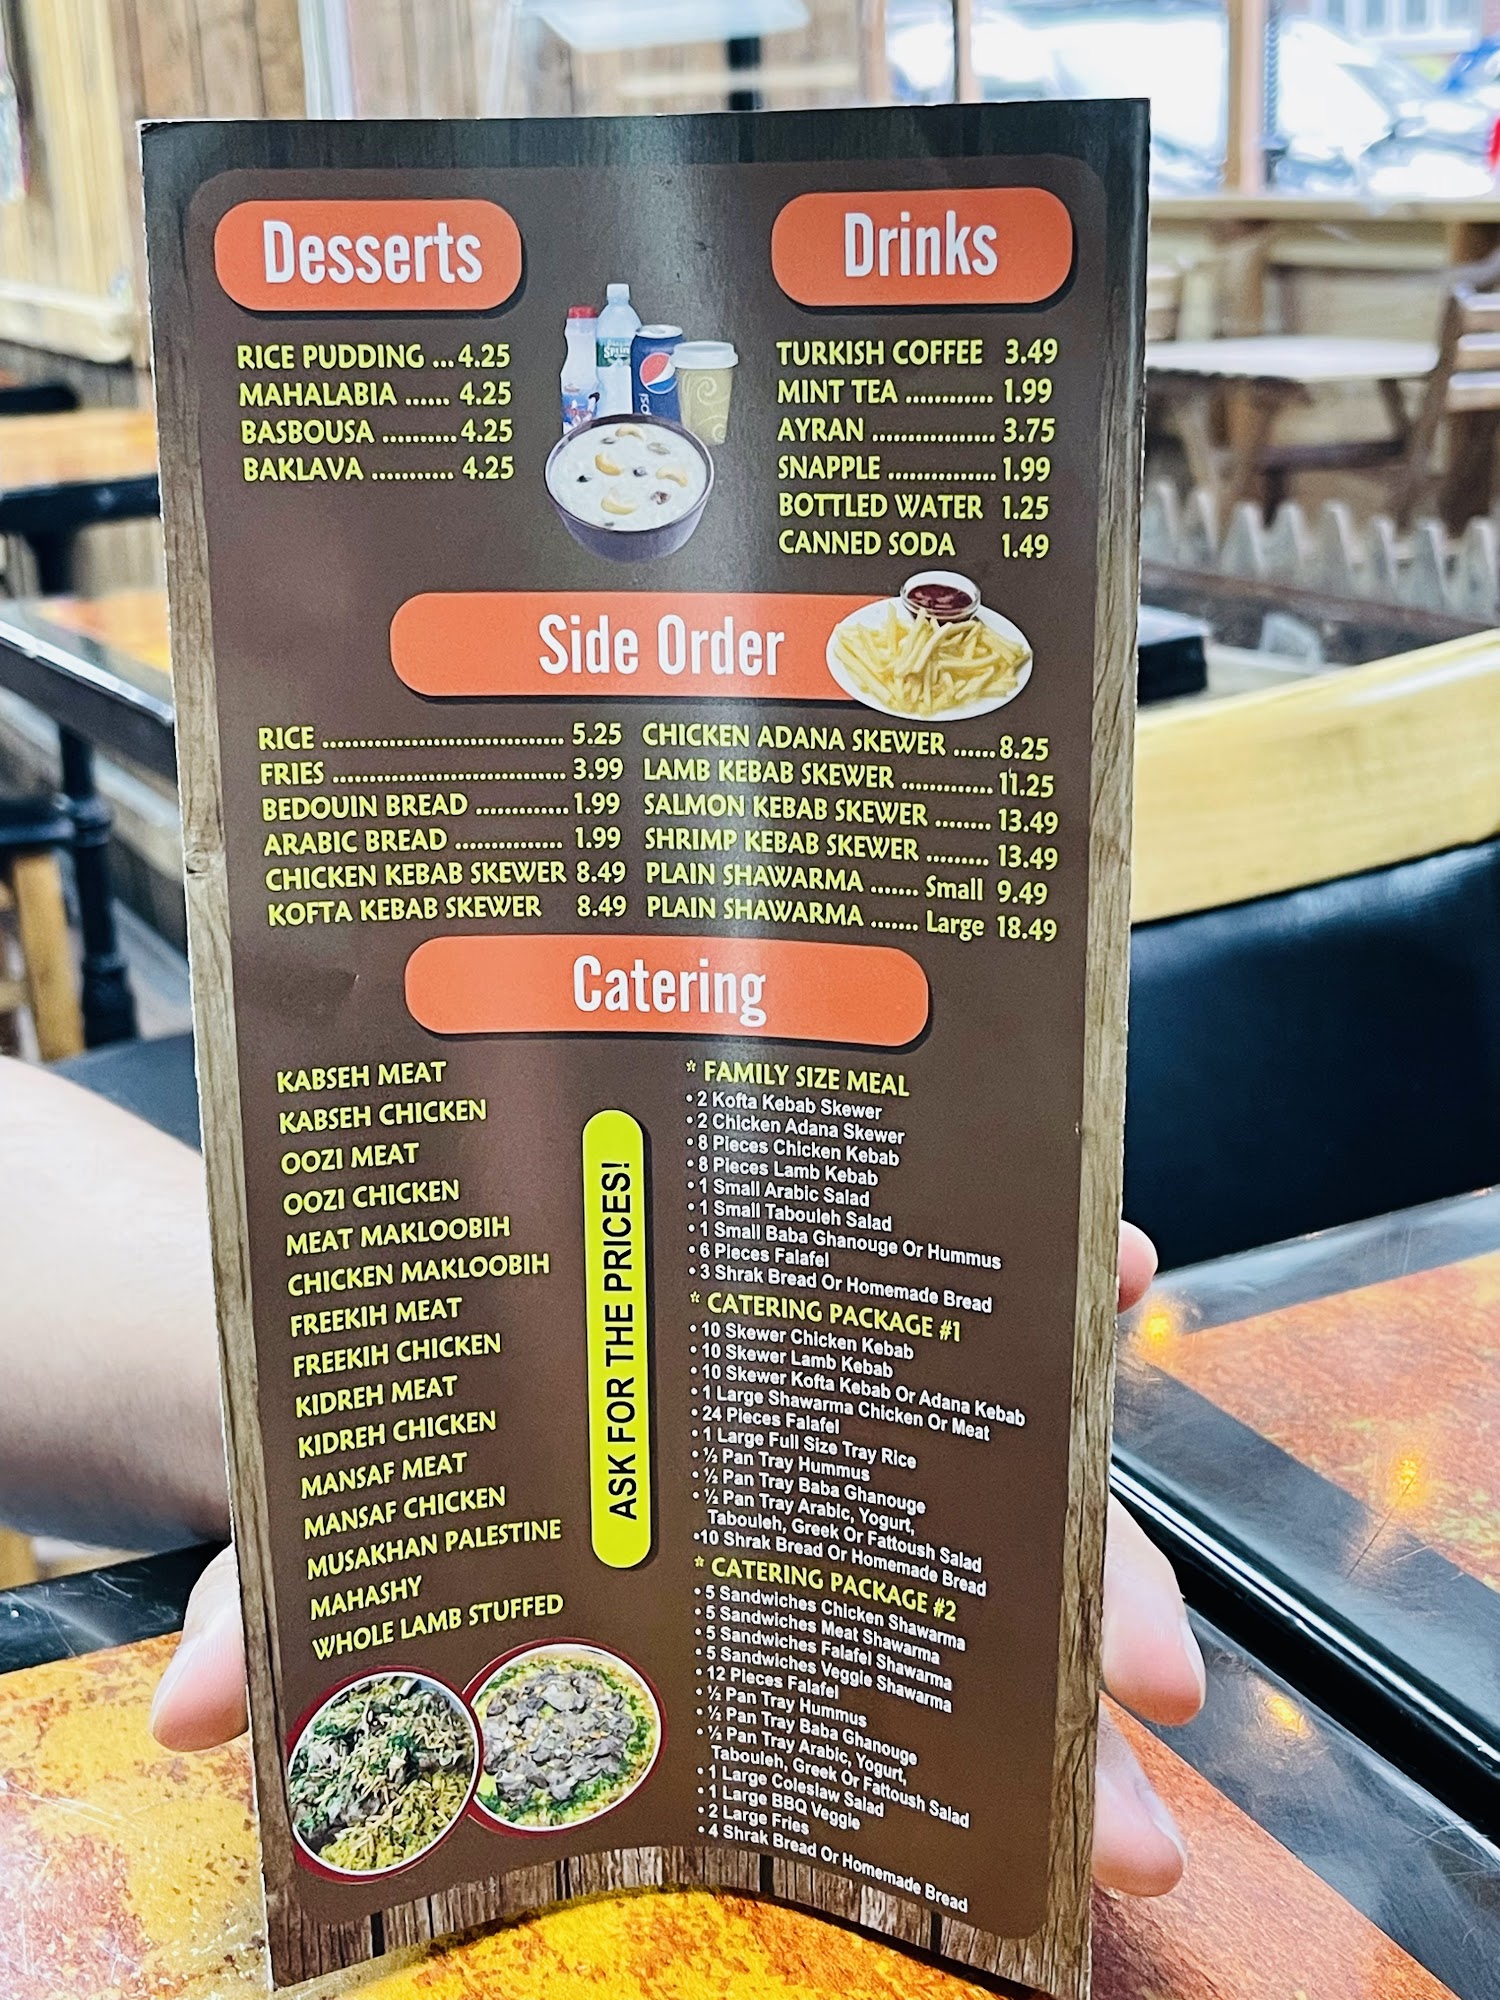 Desserts
RICE PUDDING ... 4.25
MAHALABIA ...... 4.25
BASBOUSA .......... 4.25
BAKLAVA ........... 4.25
Drinks
TURKISH COFFEE 3.49
MINT TEA ............ 1.99
AYRAN ................. 3.75
SNAPPLE ............... 1.99
BOTTLED WATER 1.25
CANNED SODA 1.49
Side Order
RICE ................................. 5.25
FRIES ................................ 3.99
BEDOUIN BREAD ............. 1.99
ARABIC BREAD ............... 1.99
CHICKEN KEBAB SKEWER 8.49
KOFTA KEBAB SKEWER 8.49
CHICKEN ADANA SKEWER ...... 8.25
LAMB KEBAB SKEWER ............. 11.25
SALMON KEBAB SKEWER ........ 13.49
SHRIMP KEBAB SKEWER ......... 13.49
PLAIN SHAWARMA ....... Small 9.49
PLAIN SHAWARMA ....... Large 18.49
Catering
KABSEH MEAT
KABSEH CHICKEN
OOZI MEAT
OOZI CHICKEN
MEAT MAKLOOBIH
CHICKEN MAKLOOBIH
FREEKIH MEAT
FREEKIH CHICKEN
KIDREH MEAT
KIDREH CHICKEN
MANSAF MEAT
MANSAF CHICKEN
MUSAKHAN PALESTINE
MAHASHY
WHOLE LAMB STUFFED
ASK FOR THE PRICES!
* FAMILY SIZE MEAL
• 2 Kofta Kebab Skewer
• 2 Chicken Adana Skewer
• 8 Pieces Chicken Kebab
• 8 Pieces Lamb Kebab
• 1 Small Arabic Salad
• 1 Small Tabouleh Salad
• 1 Small Baba Ghanouge Or Hummus
• 6 Pieces Falafel
• 3 Shrak Bread Or Homemade Bread
* CATERING PACKAGE #1
• 10 Skewer Chicken Kebab
• 10 Skewer Lamb Kebab
• 10 Skewer Kofta Kebab Or Adana Kebab
• 1 Large Shawarma Chicken Or Meat
• 24 Pieces Falafel
• 1 Large Full Size Tray Rice
• ½ Pan Tray Hummus
• ½ Pan Tray Baba Ghanouge
• ½ Pan Tray Arabic, Yogurt,
Tabouleh, Greek Or Fattoush Salad
•10 Shrak Bread Or Homemade Bread
* CATERING PACKAGE #2
• 5 Sandwiches Chicken Shawarma
• 5 Sandwiches Meat Shawarma
• 5 Sandwiches Falafel Shawarma
• 5 Sandwiches Veggie Shawarma
• 12 Pieces Falafel
• ½ Pan Tray Hummus
• ½ Pan Tray Baba Ghanouge
• ½ Pan Tray Arabic, Yogurt,
Tabouleh, Greek Or Fattoush Salad
• 1 Large Coleslaw Salad
• 1 Large BBQ Veggie
• 2 Large Fries
• 4 Shrak Bread Or Homemade Bread